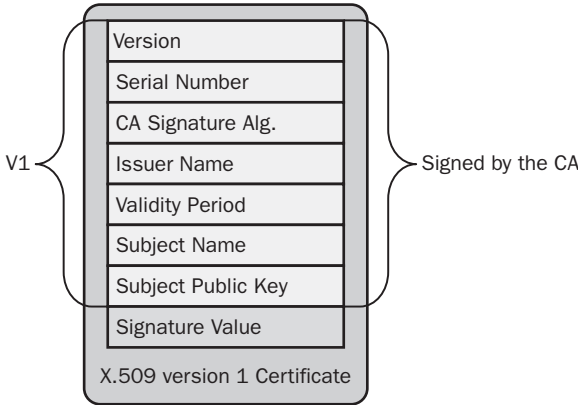 Version
Serial Number
CA Signature Alg.
V1
Issuer Name
Signed by the CA
Validity Period
Subject Name
Subject Public Key
Signature Value
X.509 version 1 Certificate